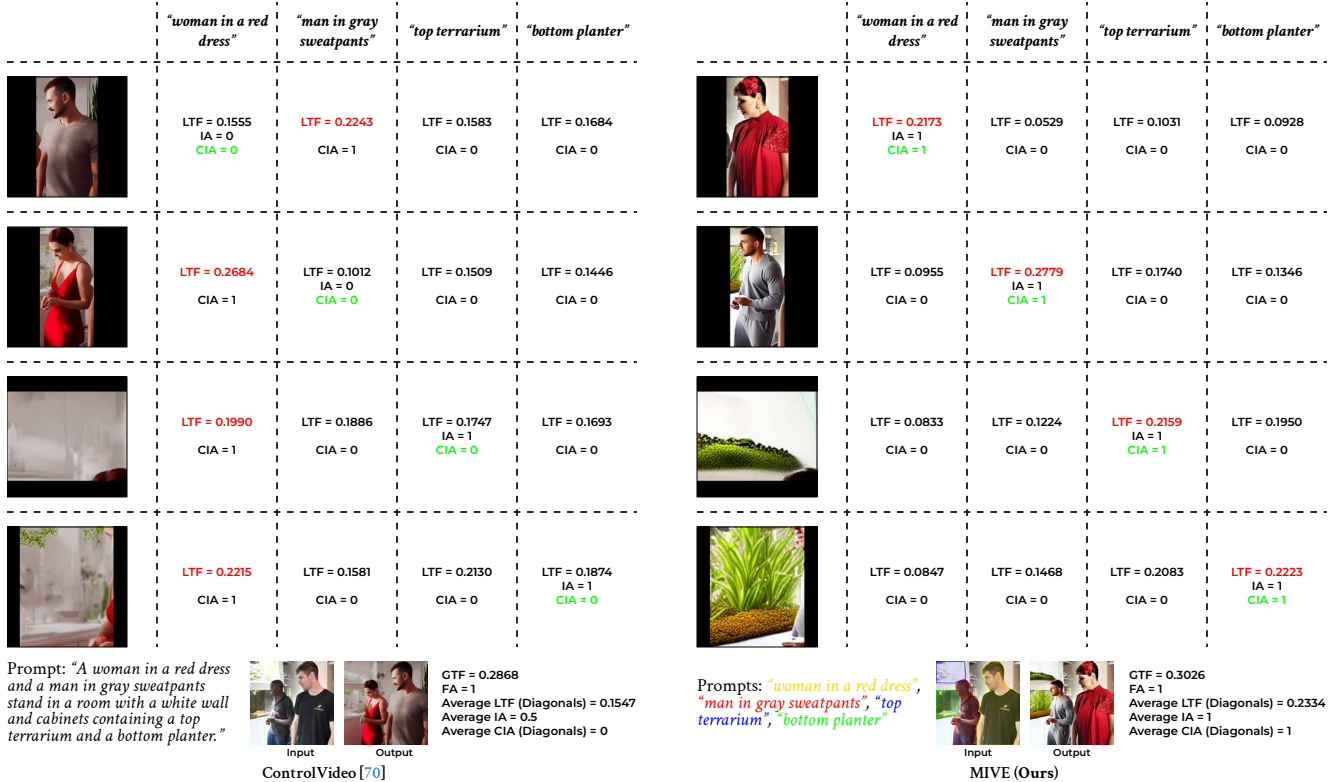 “woman in a red dress”
“man in gray sweatpants”
“top terrarium”
“bottom planter”
LTF = 0.1555
IA = 0
CIA = 0
LTF = 0.2243
CIA = 1
LTF = 0.1583
CIA = 0
LTF = 0.1684
CIA = 0
LTF = 0.2684
CIA = 1
LTF = 0.1012
IA = 0
CIA = 0
LTF = 0.1509
CIA = 0
LTF = 0.1446
CIA = 0
LTF = 0.1990
CIA = 1
LTF = 0.1886
CIA = 0
LTF = 0.1747
IA = 1
CIA = 0
LTF = 0.1693
CIA = 0
LTF = 0.2215
CIA = 1
LTF = 0.1581
CIA = 0
LTF = 0.2130
CIA = 0
LTF = 0.1874
IA = 1
CIA = 0
Prompt: “A woman in a red dress
and a man in gray sweatpants
stand in a room with a white wall
and cabinets containing a top
terrarium and a bottom planter.”
Input
Output
GTF = 0.2868
FA = 1
Average LTF (Diagonals) = 0.1547
Average IA = 0.5
Average CIA (Diagonals) = 0
ControlVideo [70]
“woman in a red dress”
“man in gray sweatpants”
“top terrarium”
“bottom planter”
LTF = 0.2173
IA = 1
CIA = 1
LTF = 0.0529
CIA = 0
LTF = 0.1031
CIA = 0
LTF = 0.0928
CIA = 0
LTF = 0.0955
CIA = 0
LTF = 0.2779
IA = 1
CIA = 1
LTF = 0.1740
CIA = 0
LTF = 0.1346
CIA = 0
LTF = 0.0833
CIA = 0
LTF = 0.1224
CIA = 0
LTF = 0.2159
IA = 1
CIA = 1
LTF = 0.1950
CIA = 0
LTF = 0.0847
CIA = 0
LTF = 0.1468
CIA = 0
LTF = 0.2083
CIA = 0
LTF = 0.2223
IA = 1
CIA = 1
Prompts: “woman in a red dress”,
“man in gray sweatpants”, “top
terrarium”, “bottom planter”
Input
Output
GTF = 0.3026
FA = 1
Average LTF (Diagonals) = 0.2334
Average IA = 1
Average CIA (Diagonals) = 1
MIVE (Ours)